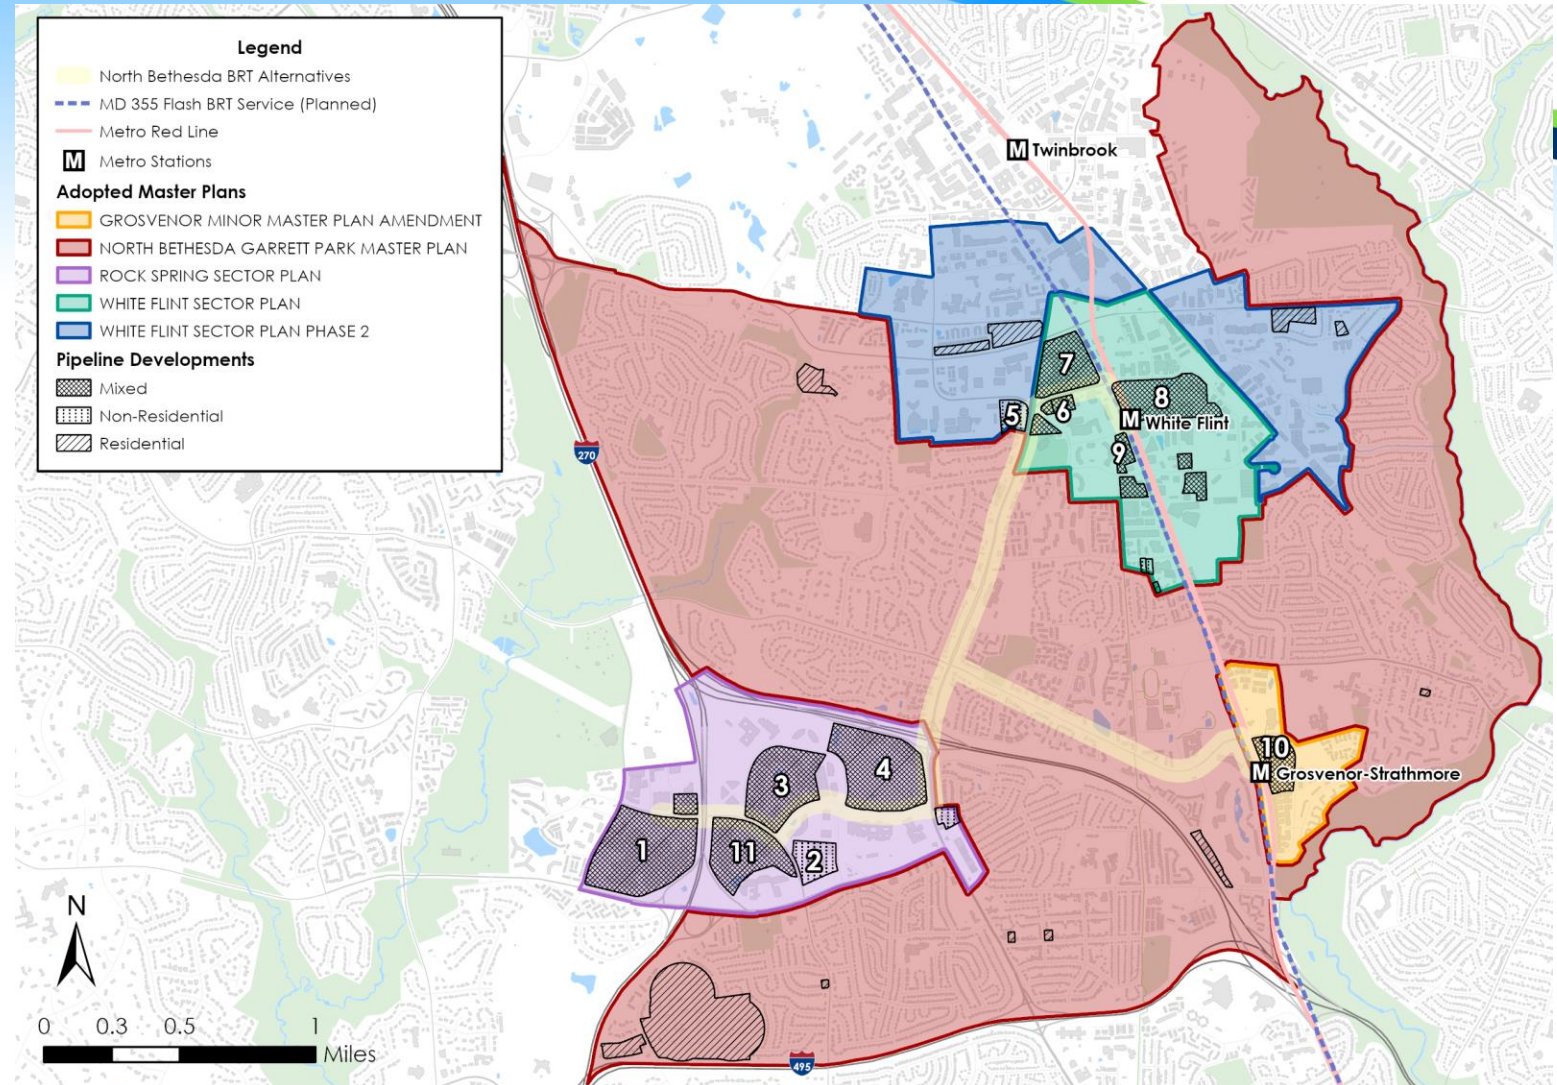 Legend
North Bethesda BRT Alternatives
MD 355 Flash BRT Service (Planned)
Metro Red Line
M Metro Stations
Adopted Master Plans
GROSVENOR MINOR MASTER PLAN AMENDMENT
NORTH BETHESDA GARRETT PARK MASTER PLAN
ROCK SPRING SECTOR PLAN
WHITE FLINT SECTOR PLAN
WHITE FLINT SECTOR PLAN PHASE 2
Pipeline Developments
Mixed
Non-Residential
Residential
M Twinbrook
7
8
5
6
M White Flint
9
270
10
M Grosvenor-Strathmore
3
4
1
11
2
N
0 0.3 0.5 1
Miles
495